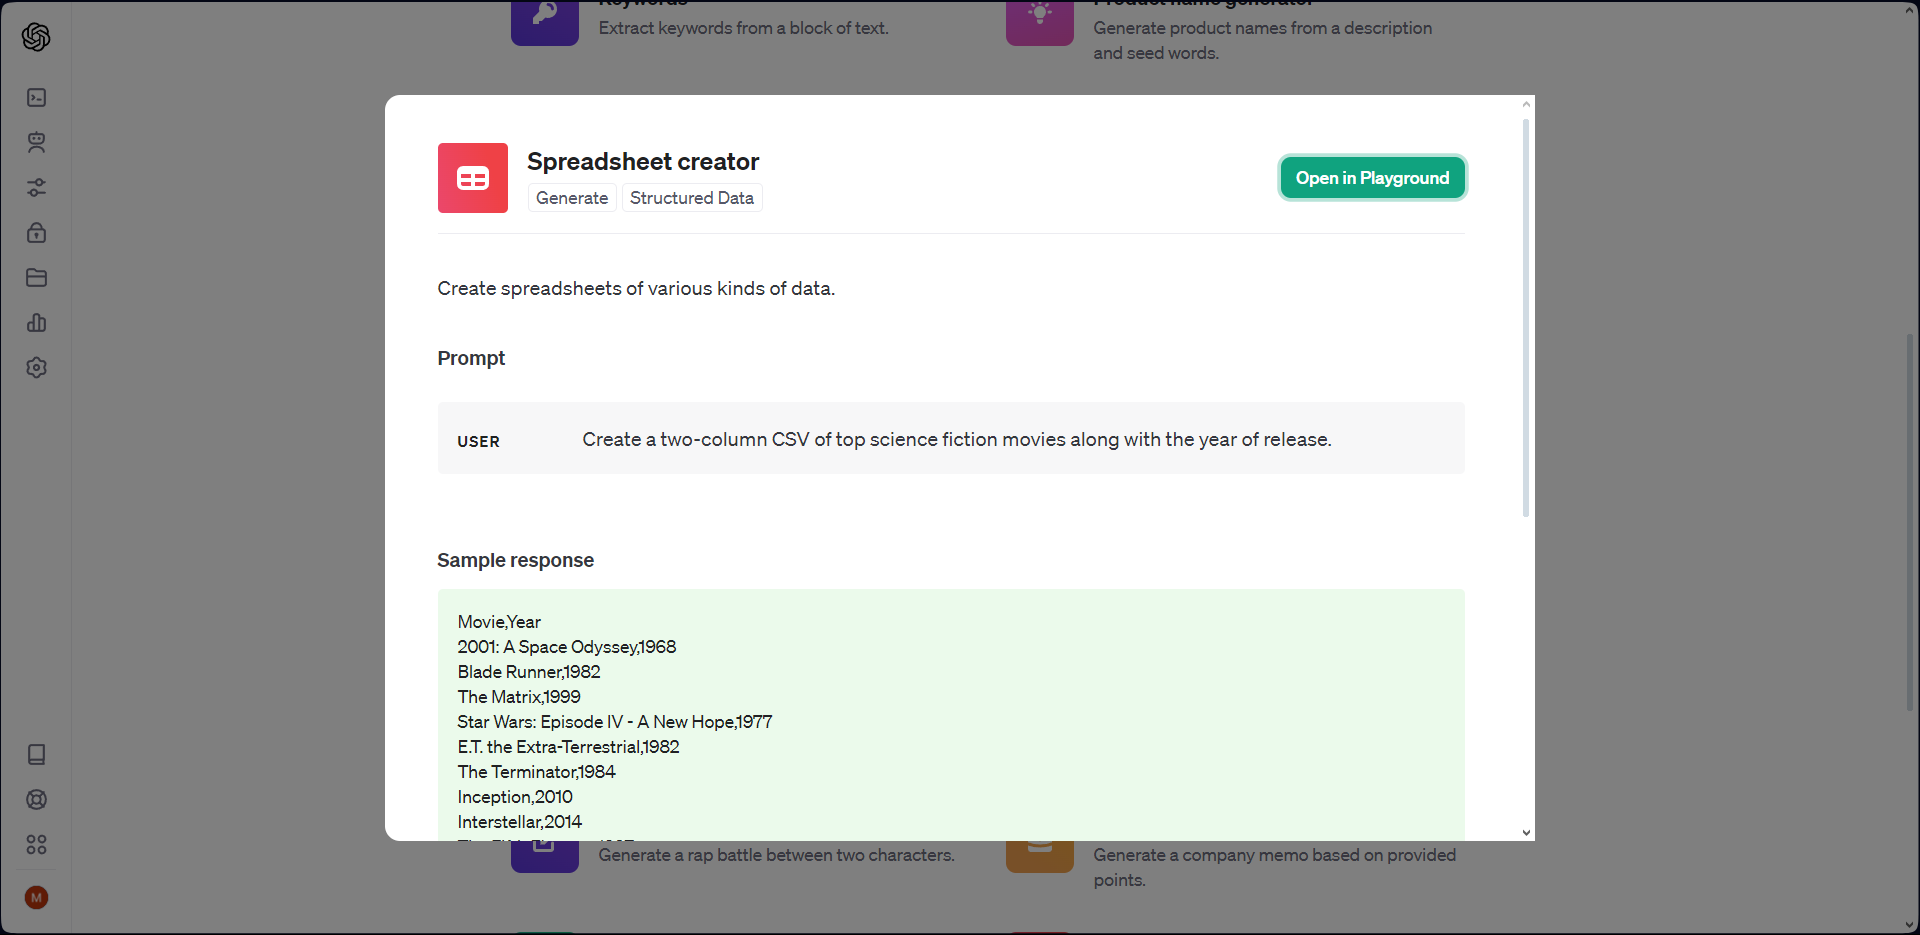 Keywords
Extract keywords from a block of text.
Product name generator
Generate product names from a description
and seed words.
Spreadsheet creator
Generate
Structured Data
Open in Playground
Create spreadsheets of various kinds of data.
Prompt
USER
Create a two-column CSV of top science fiction movies along with the year of release.
Sample response
Movie,Year
2001: A Space Odyssey,1968
Blade Runner,1982
The Matrix,1999
Star Wars: Episode IV - A New Hope,1977
E.T. the Extra-Terrestrial,1982
The Terminator,1984
Inception,2010
Interstellar,2014
Generate a rap battle between two characters.
Generate a company memo based on provided
points.
M